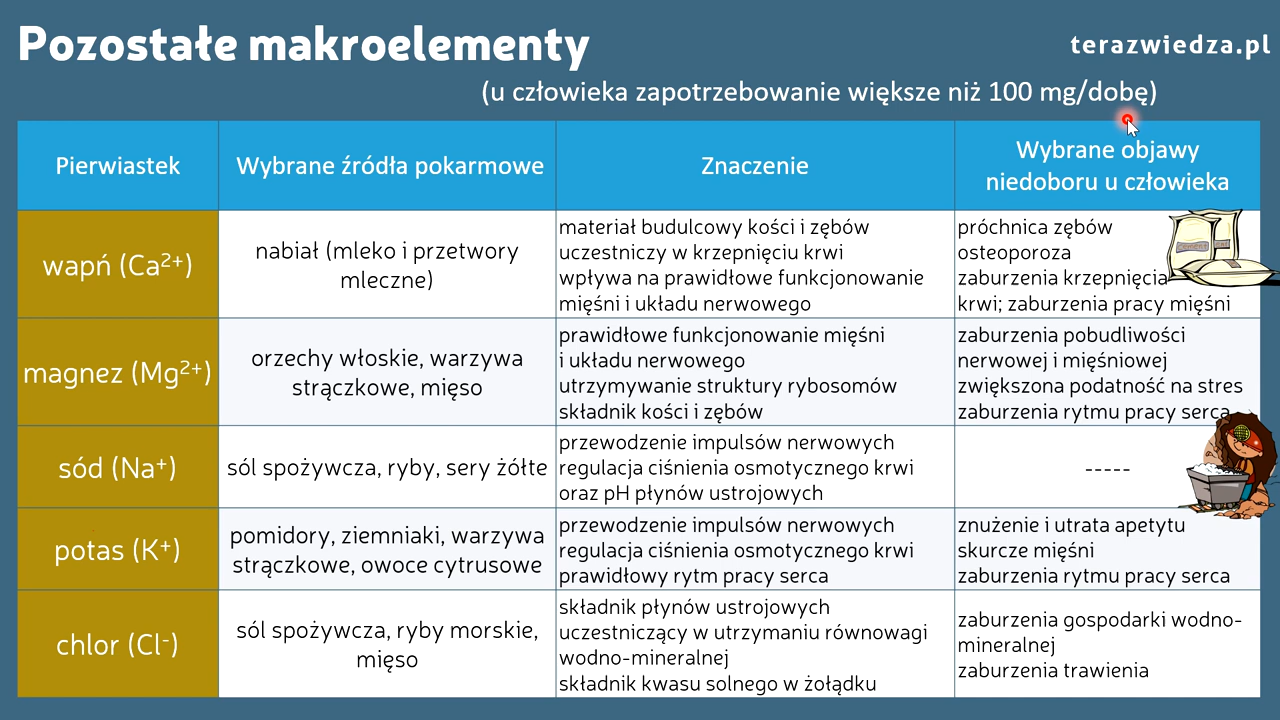 Pozostałe makroelementy
terazwiedza.pl
(u człowieka zapotrzebowanie większe niż 100 mg/dobę)
Pierwiastek
Wybrane źródła pokarmowe
Znaczenie
Wybrane objawy
niedoboru u człowieka
wapń (Ca²⁺)
nabiał (mleko i przetwory
mleczne)
materiał budulcowy kości i zębów
uczestniczy w krzepnięciu krwi
wpływa na prawidłowe funkcjonowanie
mięśni i układu nerwowego
próchnica zębów
osteoporoza
zaburzenia krzepnięcia
krwi; zaburzenia pracy mięśni
magnez (Mg²⁺)
orzechy włoskie, warzywa
strączkowe, mięso
prawidłowe funkcjonowanie mięśni
i układu nerwowego
utrzymywanie struktury rybosomów
składnik kości i zębów
zaburzenia pobudliwości
nerwowej i mięśniowej
zwiększona podatność na stres
zaburzenia rytmu pracy serca
sód (Na⁺)
sól spożywcza, ryby, sery żółte
przewodzenie impulsów nerwowych
regulacja ciśnienia osmotycznego krwi
oraz pH płynów ustrojowych
-----
potas (K⁺)
pomidory, ziemniaki, warzywa
strączkowe, owoce cytrusowe
przewodzenie impulsów nerwowych
regulacja ciśnienia osmotycznego krwi
prawidłowy rytm pracy serca
znużenie i utrata apetytu
skurcze mięśni
zaburzenia rytmu pracy serca
chlor (Cl⁻)
sól spożywcza, ryby morskie,
mięso
składnik płynów ustrojowych
uczestniczący w utrzymaniu równowagi
wodno-mineralnej
składnik kwasu solnego w żołądku
zaburzenia gospodarki wodno-
mineralnej
zaburzenia trawienia